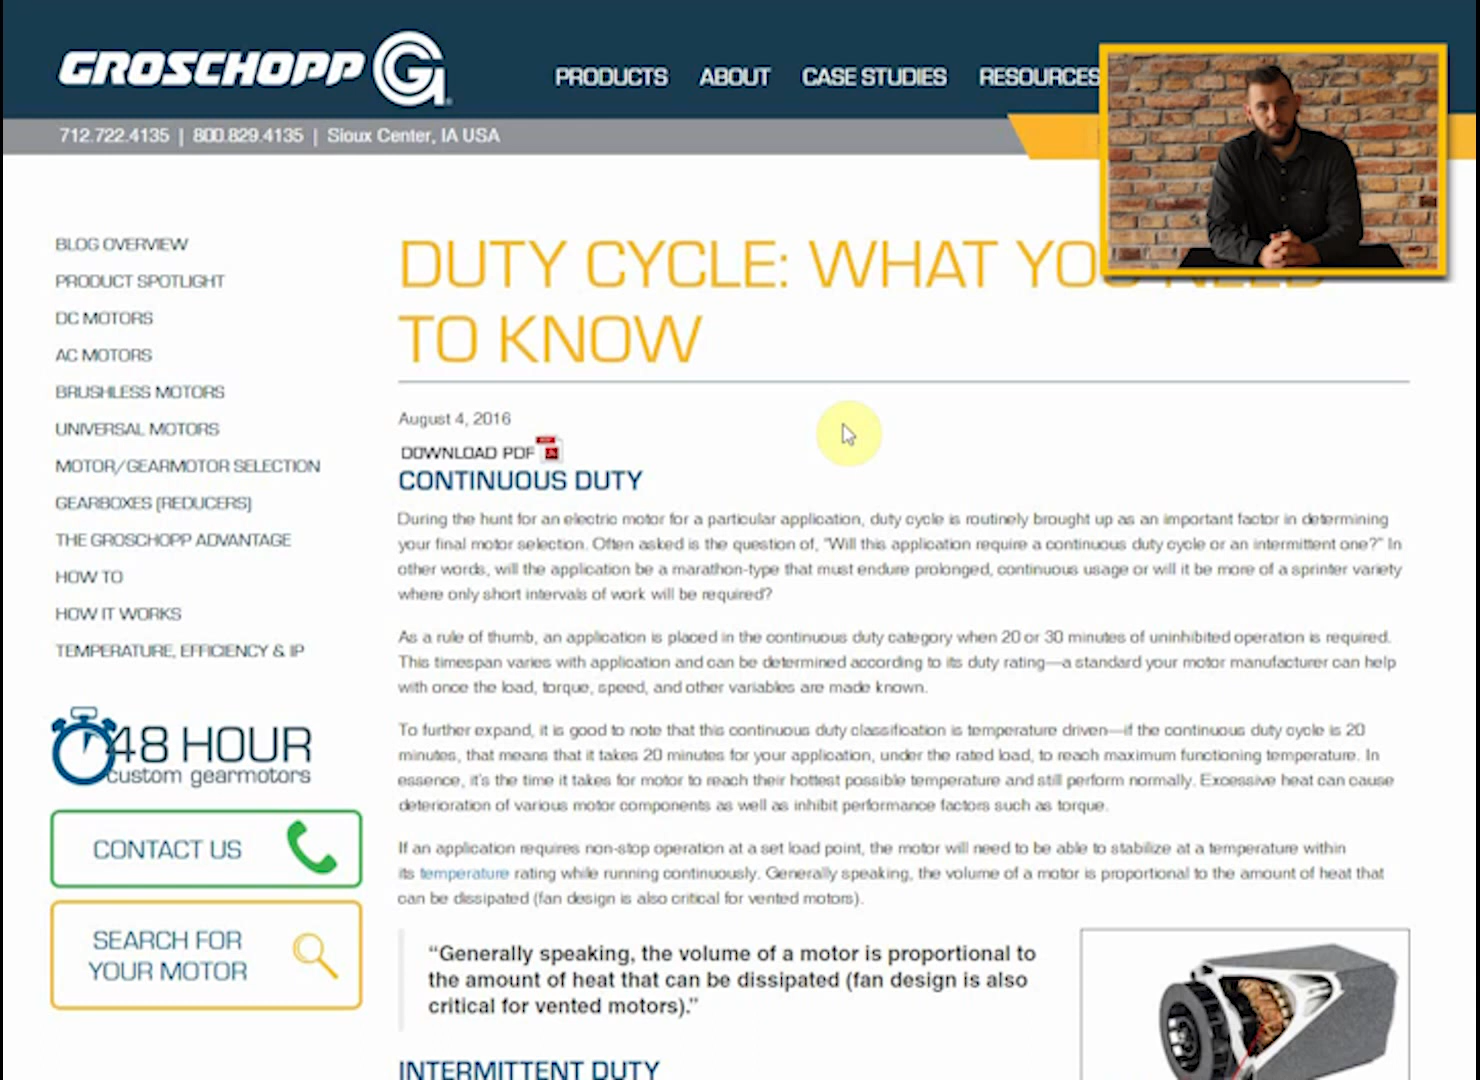 GROSCHOPP
PRODUCTS ABOUT CASE STUDIES RESOURCES
712.722.4135 | 800.829.4135 | Sioux Center, IA USA
BLOG OVERVIEW
PRODUCT SPOTLIGHT
DC MOTORS
AC MOTORS
BRUSHLESS MOTORS
UNIVERSAL MOTORS
MOTOR/GEARMOTOR SELECTION
GEARBOXES (REDUCERS)
THE GROSCHOPP ADVANTAGE
HOW TO
HOW IT WORKS
TEMPERATURE, EFFICIENCY & IP
48 HOUR
custom gearmotors
CONTACT US
SEARCH FOR
YOUR MOTOR
DUTY CYCLE: WHAT YOU NEED
TO KNOW
August 4, 2016
DOWNLOAD PDF
CONTINUOUS DUTY
During the hunt for an electric motor for a particular application, duty cycle is routinely brought up as an important factor in determining
your final motor selection. Often asked is the question of, "Will this application require a continuous duty cycle or an intermittent one?" In
other words, will the application be a marathon-type that must endure prolonged, continuous usage or will it be more of a sprinter variety
where only short intervals of work will be required?
As a rule of thumb, an application is placed in the continuous duty category when 20 or 30 minutes of uninhibited operation is required.
This timespan varies with application and can be determined according to its duty rating—a standard your motor manufacturer can help
with once the load, torque, speed, and other variables are made known.
To further expand, it is good to note that this continuous duty classification is temperature driven—if the continuous duty cycle is 20
minutes, that means that it takes 20 minutes for your application, under the rated load, to reach maximum functioning temperature. In
essence, it's the time it takes for motor to reach their hottest possible temperature and still perform normally. Excessive heat can cause
deterioration of various motor components as well as inhibit performance factors such as torque.
If an application requires non-stop operation at a set load point, the motor will need to be able to stabilize at a temperature within
its temperature rating while running continuously. Generally speaking, the volume of a motor is proportional to the amount of heat that
can be dissipated (fan design is also critical for vented motors).
“Generally speaking, the volume of a motor is proportional to
the amount of heat that can be dissipated (fan design is also
critical for vented motors).”
INTERMITTENT DUTY